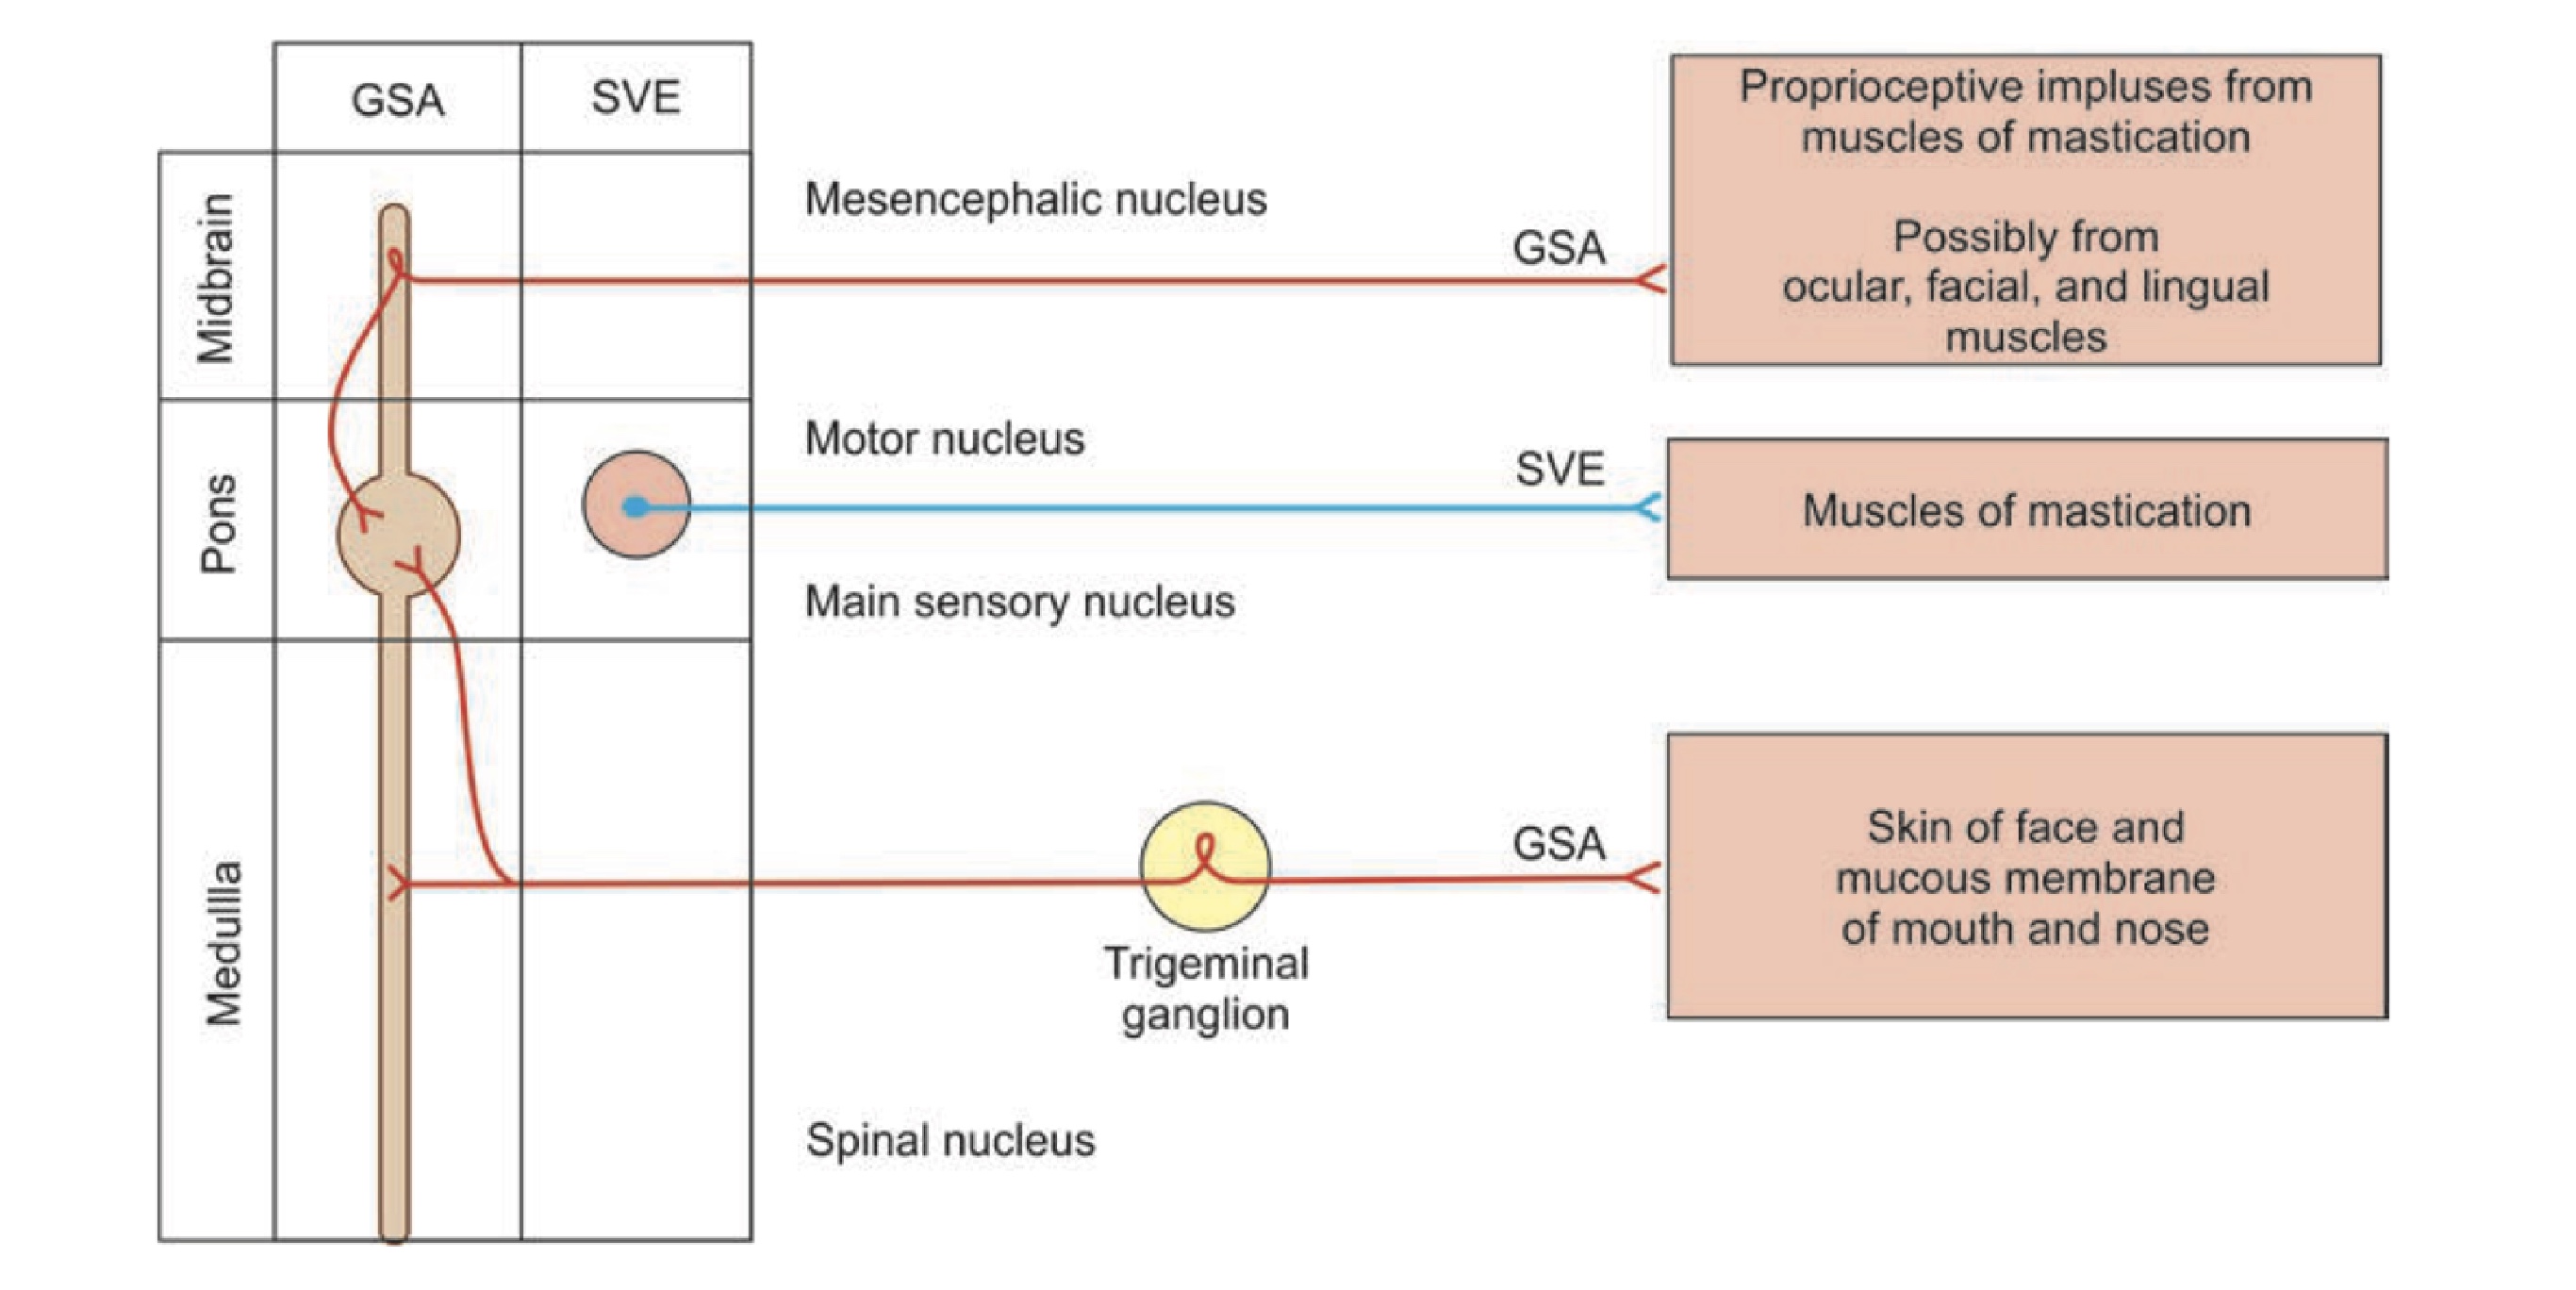 GSA
SVE
Midbrain
Pons
Medullla
Mesencephalic nucleus
GSA
Proprioceptive impluses from
muscles of mastication
Possibly from
ocular, facial, and lingual
muscles
Motor nucleus
SVE
Muscles of mastication
Main sensory nucleus
GSA
Skin of face and
mucous membrane
of mouth and nose
Trigeminal
ganglion
Spinal nucleus